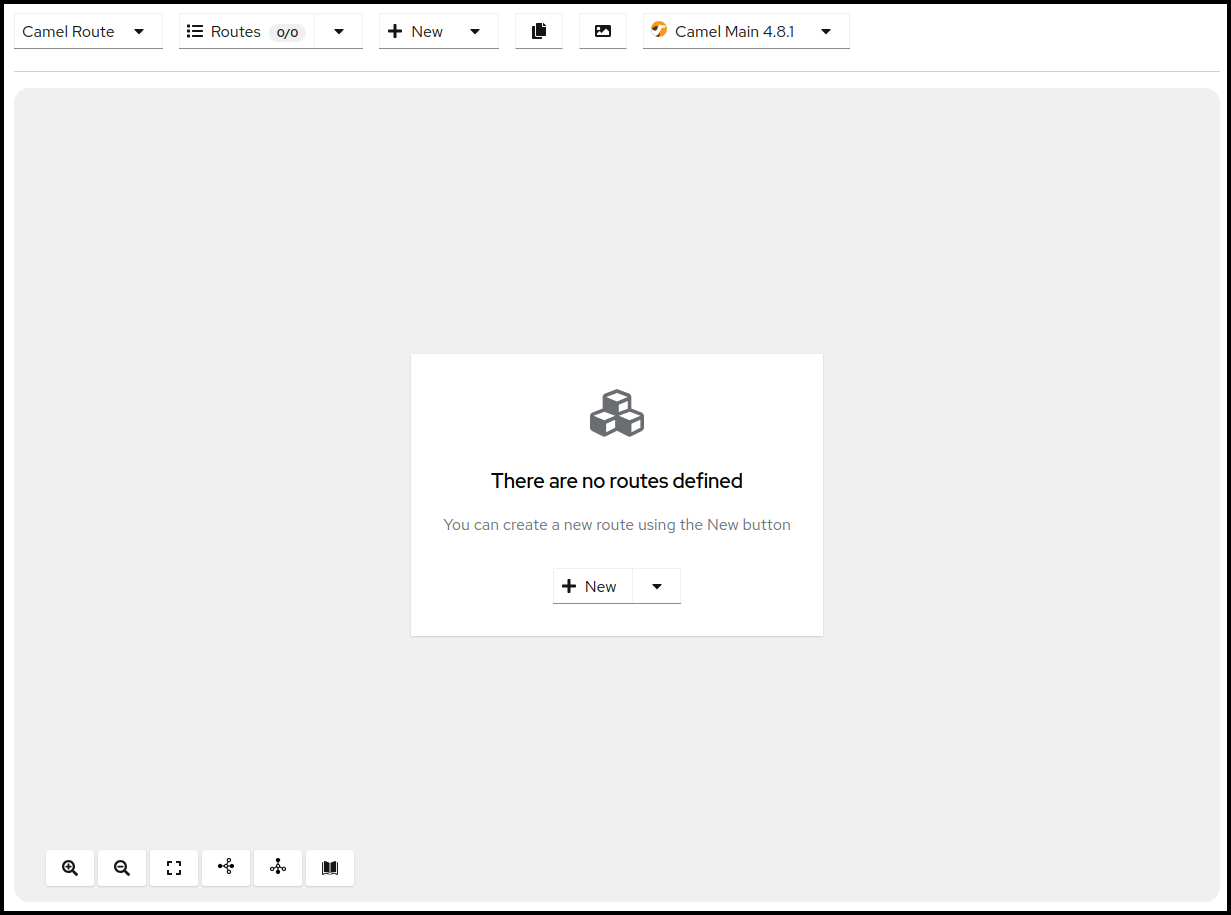 Camel Route
Routes 0/0
New
Camel Main 4.8.1
There are no routes defined
You can create a new route using the New button
New